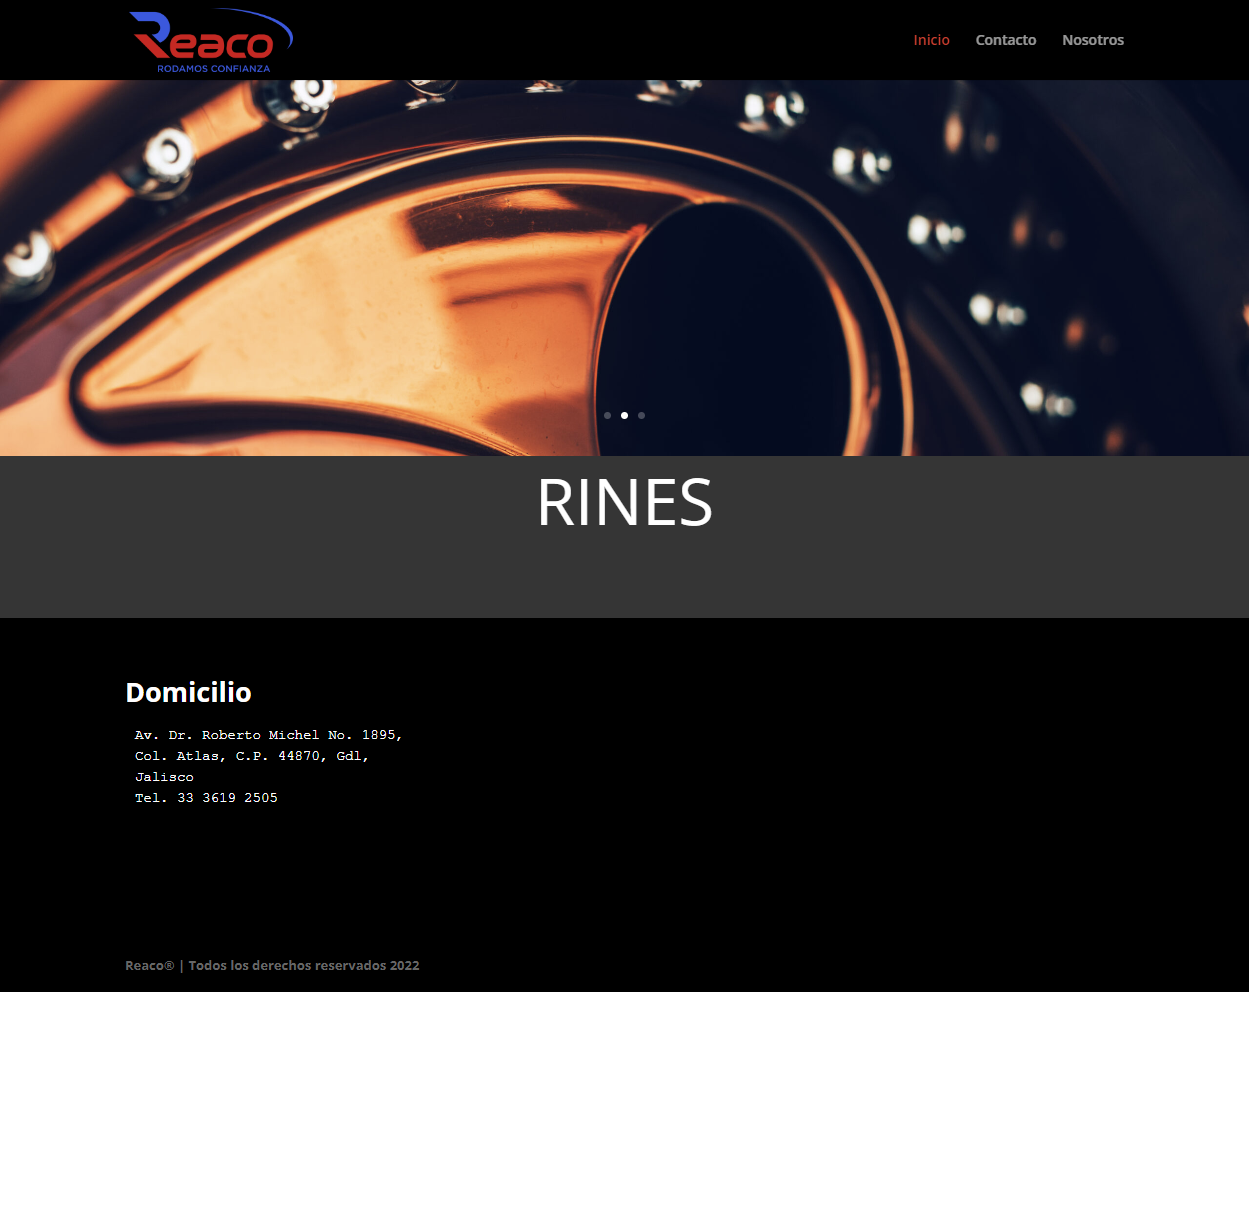 Reaco
RODAMOS CONFIANZA
Inicio
Contacto
Nosotros
RINES
Domicilio
Av. Dr. Roberto Michel No. 1895,
Col. Atlas, C.P. 44870, Gdl,
Jalisco
Tel. 33 3619 2505
Reaco® | Todos los derechos reservados 2022